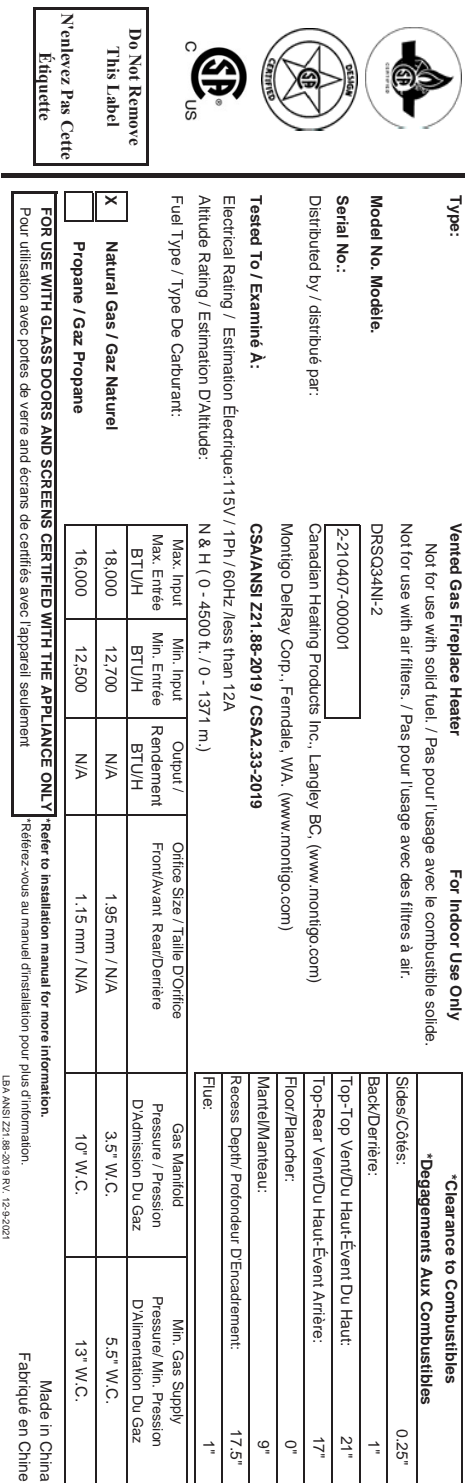 CERTIFIED
DESIGN
CERTIFIED
C US
®
Do Not Remove
This Label
N'enlevez Pas Cette
Étiquette
Type: Vented Gas Fireplace Heater For Indoor Use Only
Not for use with solid fuel. / Pas pour l'usage avec le combustible solide.
Not for use with air filters. / Pas pour l'usage avec des filtres à air.
Model No. Modèle. DRSQ34NI-2
Serial No.: 2-210407-000001
Distributed by / distribué par: Canadian Heating Products Inc., Langley BC, (www.montigo.com)
Montigo DelRay Corp., Ferndale, WA. (www.montigo.com)
Tested To / Examiné À: CSA/ANSI Z21.88-2019 / CSA2.33-2019
Electrical Rating / Estimation Électrique:115V / 1Ph / 60Hz /less than 12A
Altitude Rating / Estimation D'Altitude: N & H ( 0 - 4500 ft. / 0 - 1371 m.)
Fuel Type / Type De Carburant:
*Clearance to Combustibles
*Degagements Aux Combustibles
Sides/Côtés: 0.25"
Back/Derrière: 1"
Top-Top Vent/Du Haut-Évent Du Haut: 21"
Top-Rear Vent/Du Haut-Évent Arrière: 17"
Floor/Plancher: 0"
Mantel/Manteau: 9"
Recess Depth/ Profondeur D'Encadrement: 17.5"
Flue: 1"
Max. Input
Max. Entrée
BTU/H
Min. Input
Min. Entrée
BTU/H
Output /
Rendement
BTU/H
Orifice Size / Taille D'Orifice
Front/Avant Rear/Derrière
Gas Manifold
Pressure / Pression
D'Admission Du Gaz
Min. Gas Supply
Pressure/ Min. Pression
D'Alimentation Du Gaz
X Natural Gas / Gaz Naturel 18,000 12,700 N/A 1.95 mm / N/A 3.5" W.C. 5.5" W.C.
Propane / Gaz Propane 16,000 12,500 N/A 1.15 mm / N/A 10" W.C. 13" W.C.
FOR USE WITH GLASS DOORS AND SCREENS CERTIFIED WITH THE APPLIANCE ONLY
Pour utilisation avec portes de verre and écrans de certifiés avec l'appareil seulement
*Refer to installation manual for more information.
*Référez-vous au manuel d'installation pour plus d'information.
LBA ANSI Z21.88-2019 RV. 12-9-2021
Made in China
Fabriqué en Chine